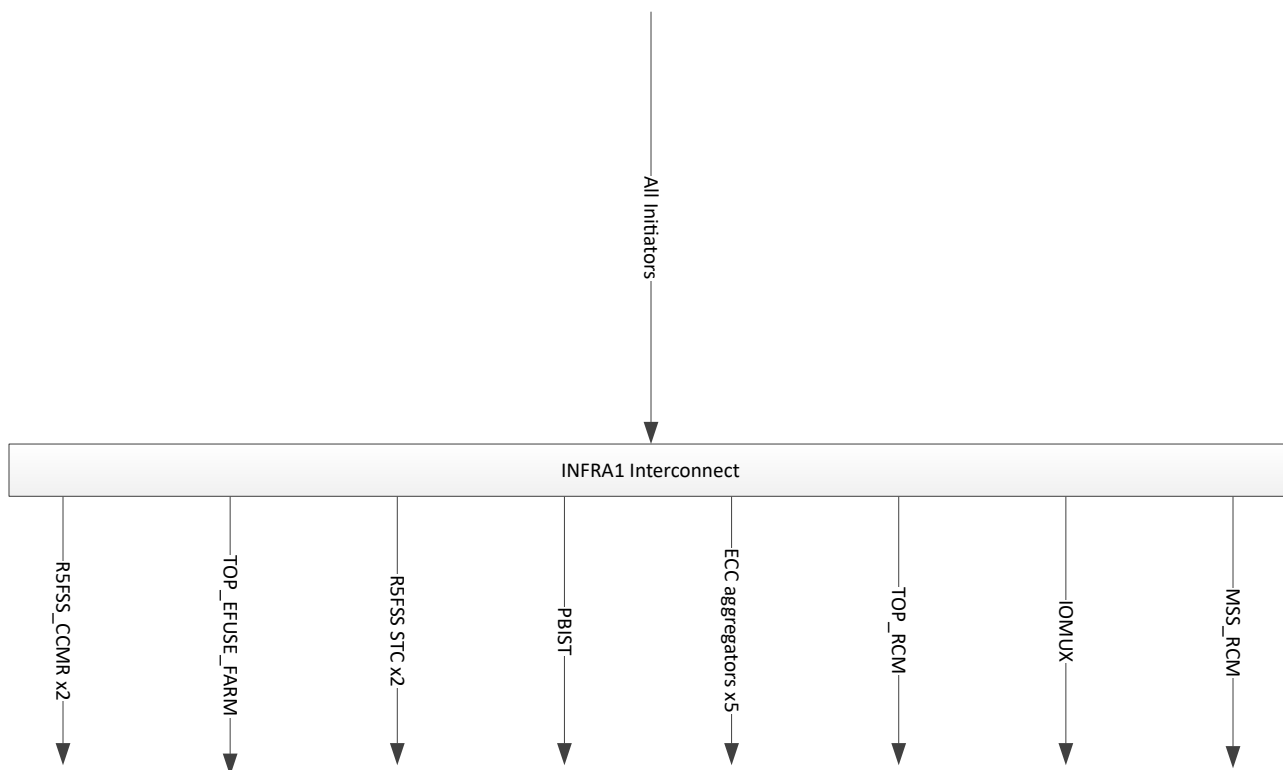 All Initiators
INFRA1 Interconnect
R5FSS_CCMR x2
TOP_EFUSE_FARM
R5FSS STC x2
PBIST
ECC aggregators x5
TOP_RCM
IOMUX
MSS_RCM